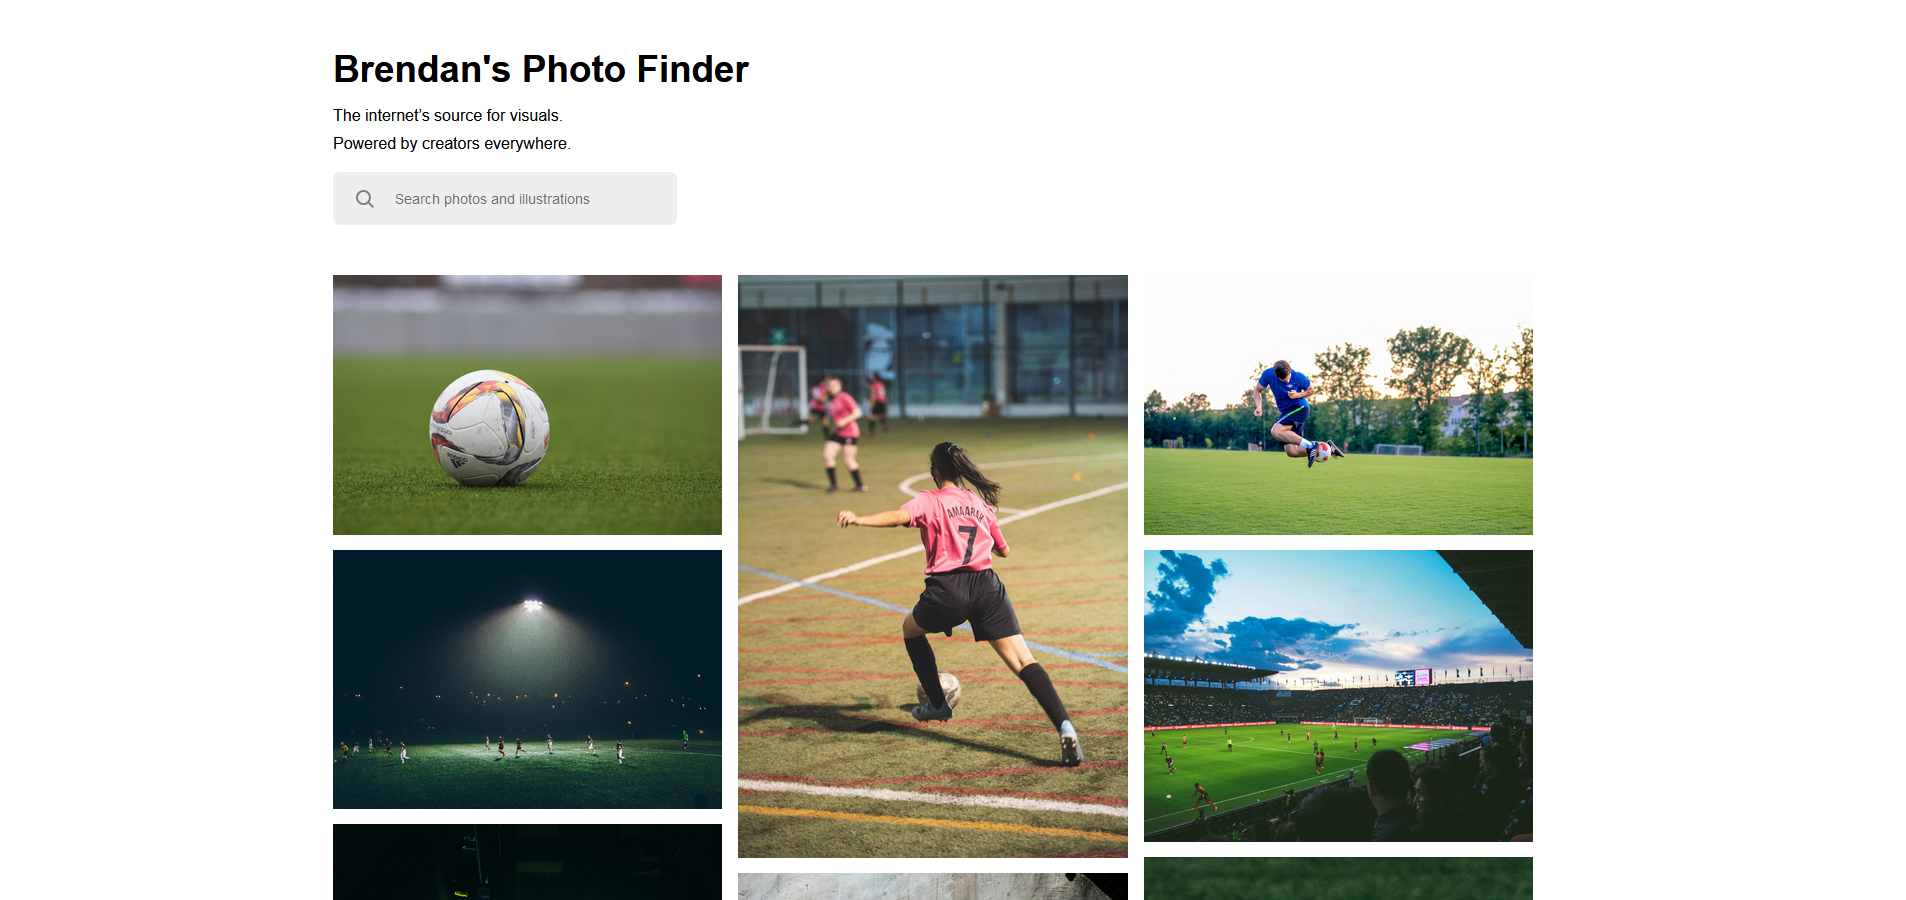 Brendan's Photo Finder
The internet’s source for visuals.
Powered by creators everywhere.
Search photos and illustrations
AMAARAH
7